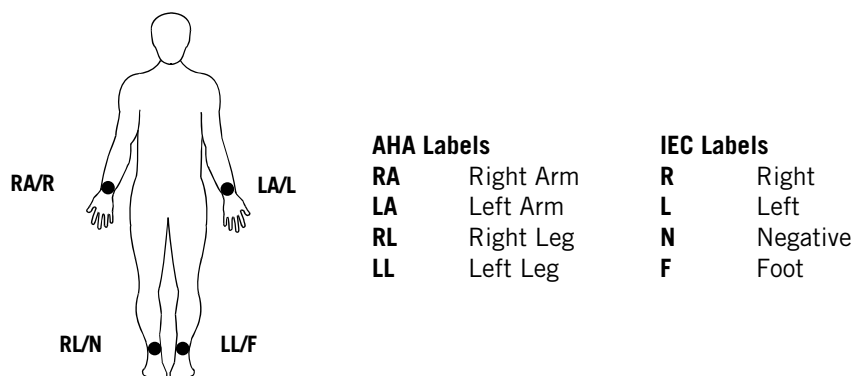 RA/R
LA/L
RL/N
LL/F
AHA Labels
RA Right Arm
LA Left Arm
RL Right Leg
LL Left Leg
IEC Labels
R Right
L Left
N Negative
F Foot